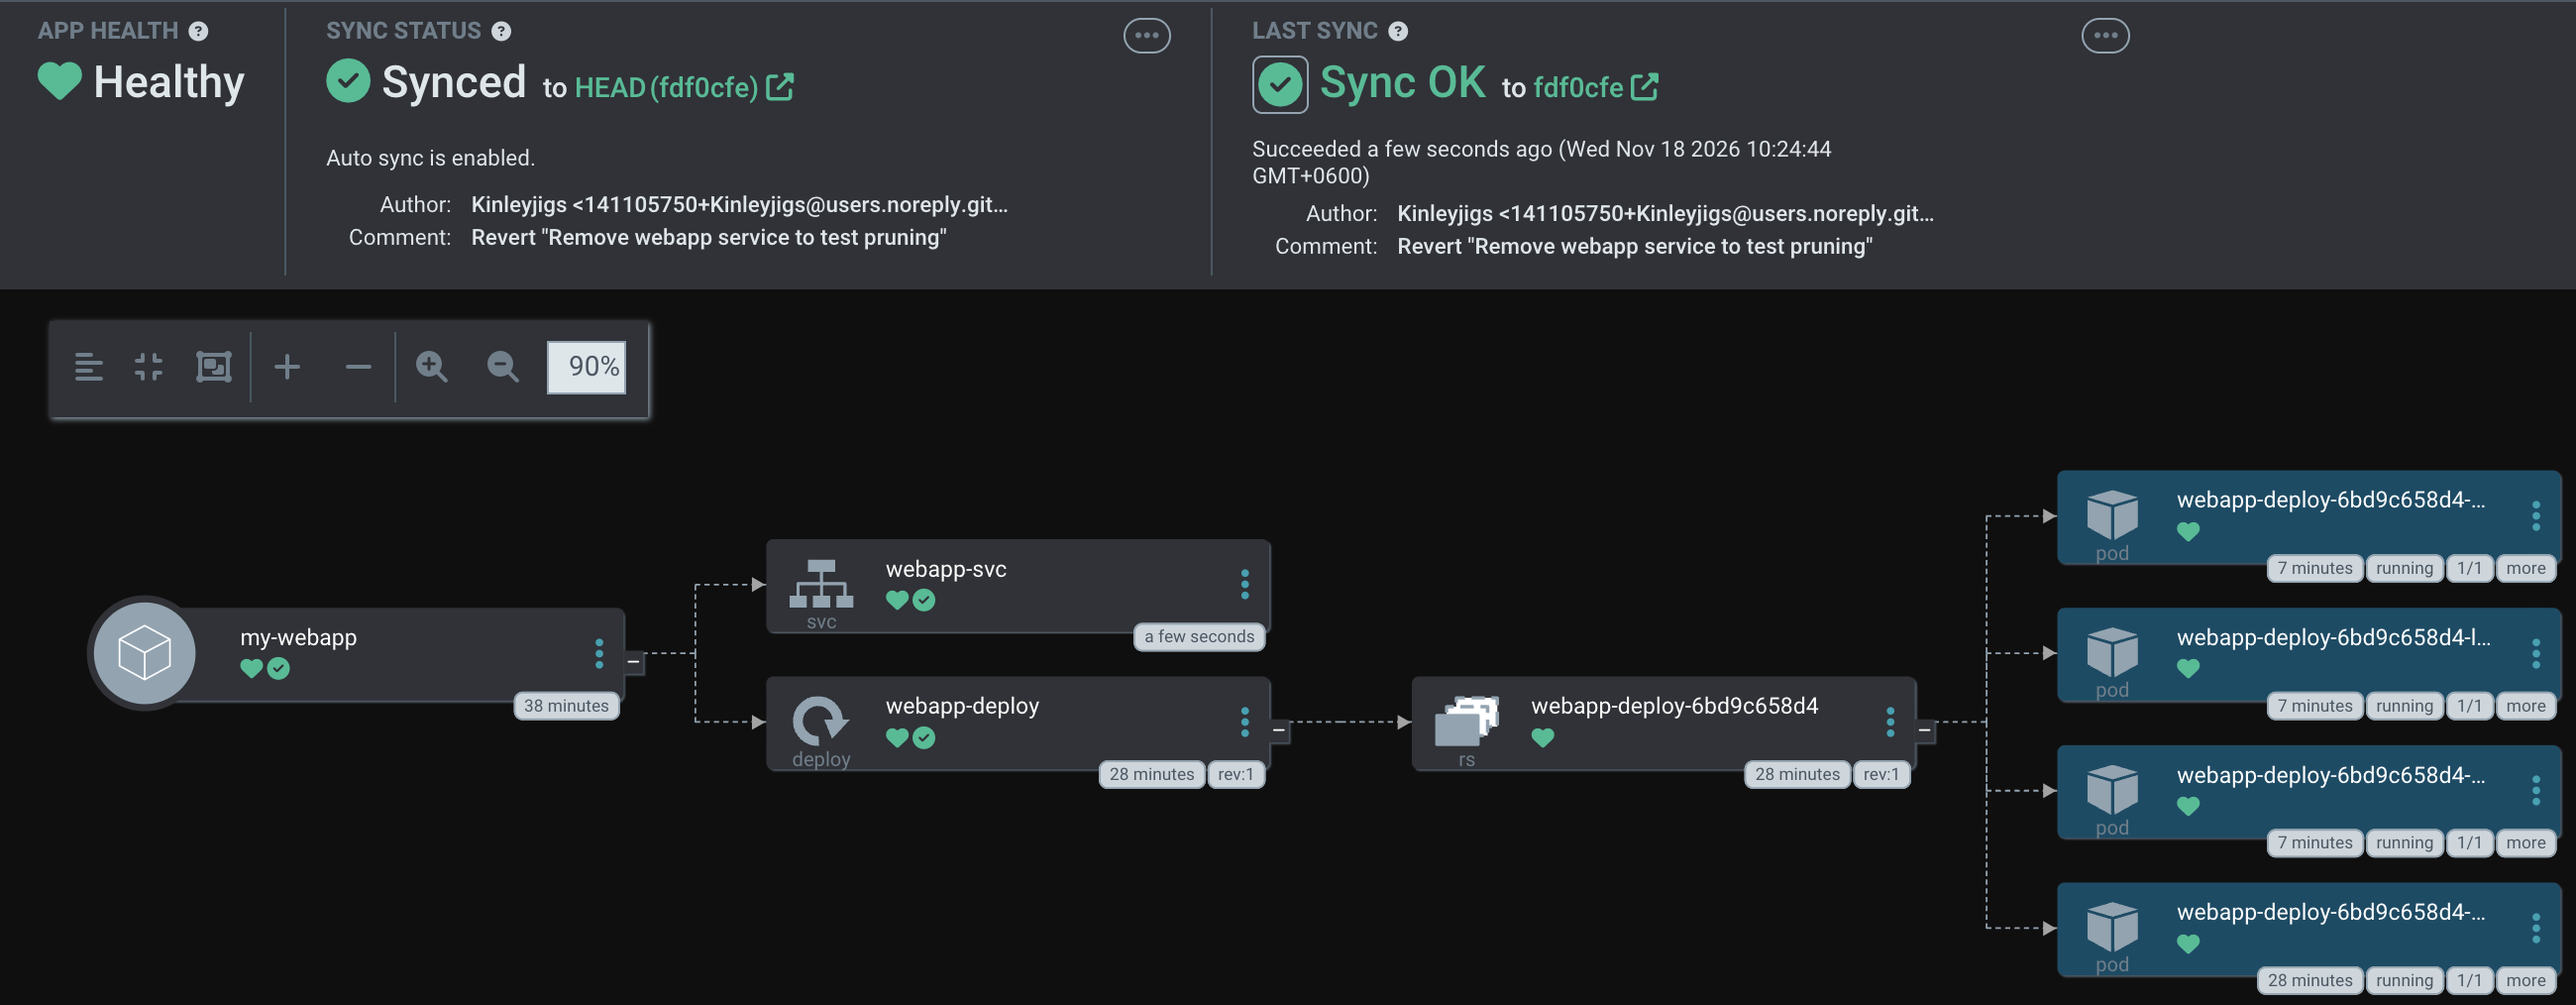 APP HEALTH ?
Healthy
SYNC STATUS ?
Synced to HEAD (fdf0cfe)
Auto sync is enabled.
Author: Kinleyjigs <141105750+Kinleyjigs@users.noreply.git...
Comment: Revert "Remove webapp service to test pruning"
LAST SYNC ?
Sync OK to fdf0cfe
Succeeded a few seconds ago (Wed Nov 18 2026 10:24:44
GMT+0600)
Author: Kinleyjigs <141105750+Kinleyjigs@users.noreply.git...
Comment: Revert "Remove webapp service to test pruning"
90%
my-webapp
38 minutes
webapp-svc
svc
a few seconds
webapp-deploy
deploy
28 minutes rev:1
webapp-deploy-6bd9c658d4
rs
28 minutes rev:1
webapp-deploy-6bd9c658d4-...
pod
7 minutes running 1/1 more
webapp-deploy-6bd9c658d4-l...
pod
7 minutes running 1/1 more
webapp-deploy-6bd9c658d4-...
pod
7 minutes running 1/1 more
webapp-deploy-6bd9c658d4-...
pod
28 minutes running 1/1 more